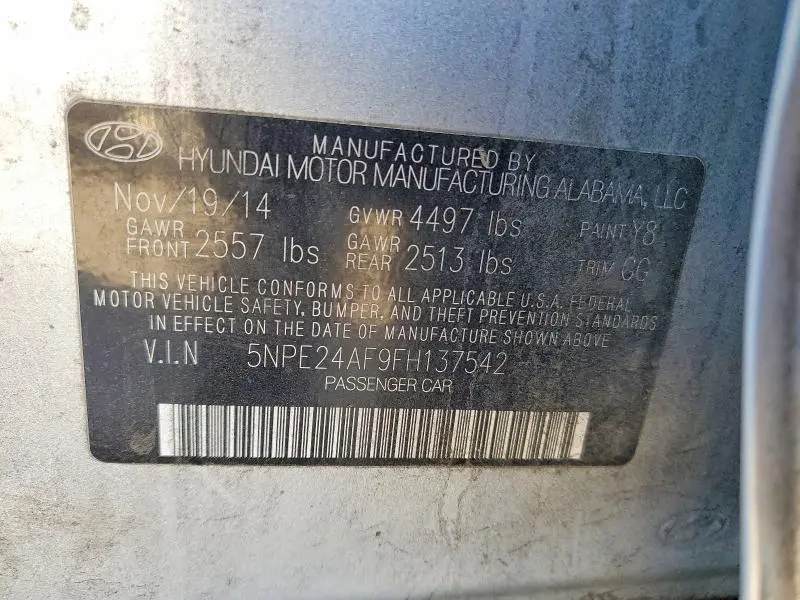 MANUFACTURED BY
HYUNDAI MOTOR MANUFACTURING ALABAMA, LLC
Nov/19/14 GVWR 4497 lbs PAINT Y8
GAWR FRONT 2557 lbs GAWR REAR 2513 lbs TRIM GG
THIS VEHICLE CONFORMS TO ALL APPLICABLE U.S.A. FEDERAL
MOTOR VEHICLE SAFETY, BUMPER, AND THEFT PREVENTION STANDARDS
IN EFFECT ON THE DATE OF MANUFACTURE SHOWN ABOVE
V.I.N 5NPE24AF9FH137542
PASSENGER CAR